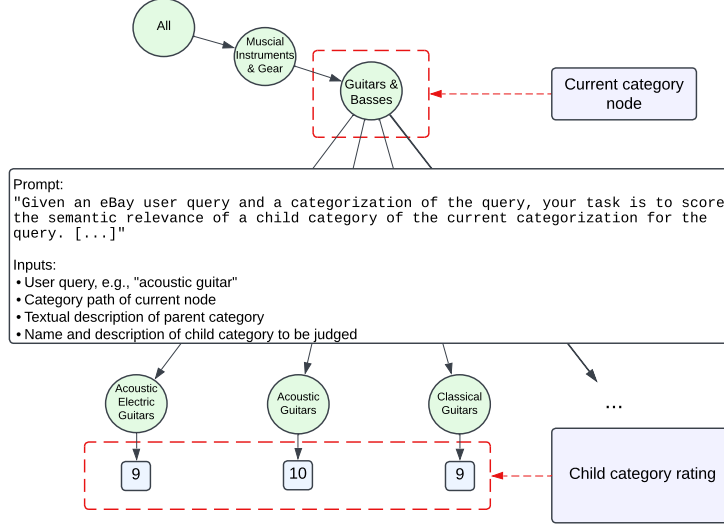 All
Muscial
Instruments
& Gear
Guitars &
Basses
Current category
node
Prompt:
"Given an eBay user query and a categorization of the query, your task is to score
the semantic relevance of a child category of the current categorization for the
query. [...]"
Inputs:
• User query, e.g., "acoustic guitar"
• Category path of current node
• Textual description of parent category
• Name and description of child category to be judged
Acoustic
Electric
Guitars
Acoustic
Guitars
Classical
Guitars
...
9
10
9
Child category rating